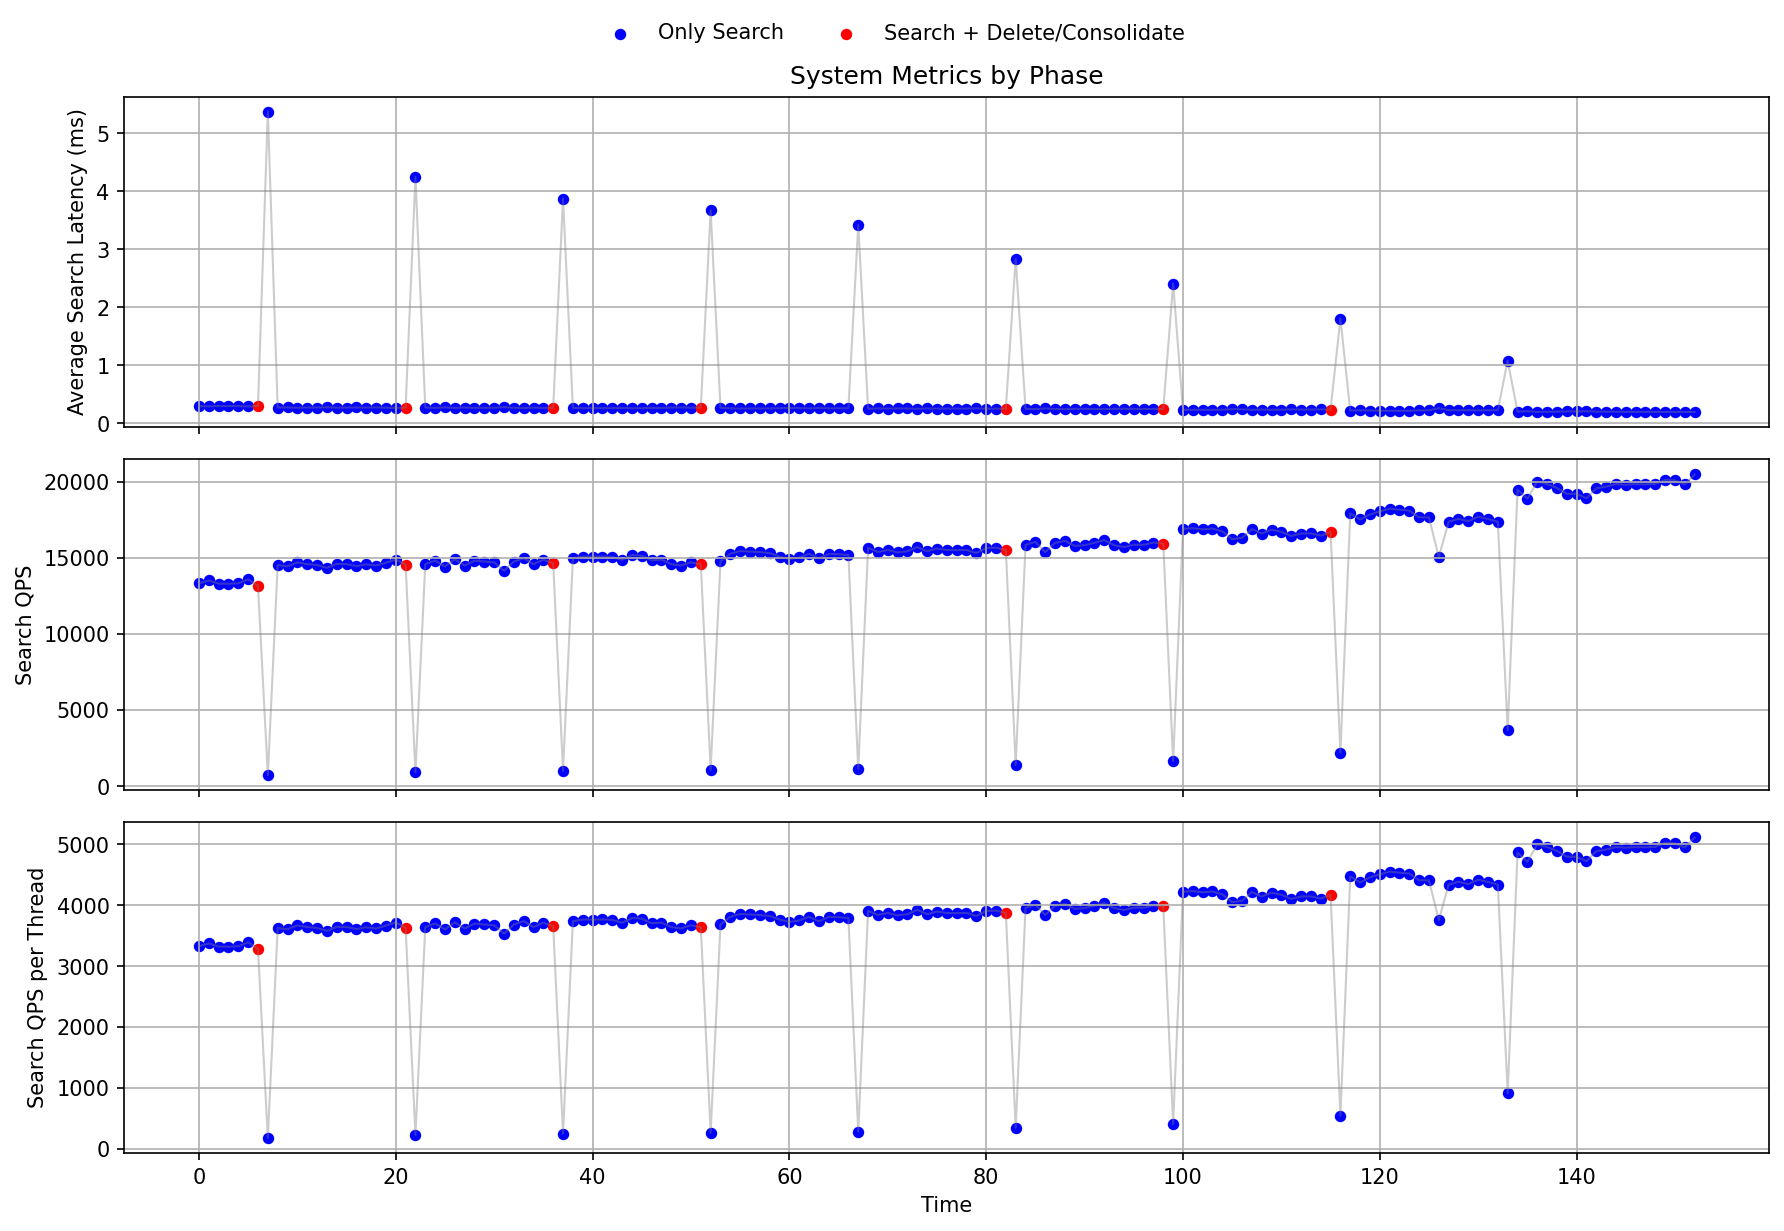 Only Search
Search + Delete/Consolidate
System Metrics by Phase
Average Search Latency (ms)
5
4
3
2
1
0
Search QPS
20000
15000
10000
5000
0
Search QPS per Thread
5000
4000
3000
2000
1000
0
0 20 40 60 80 100 120 140
Time